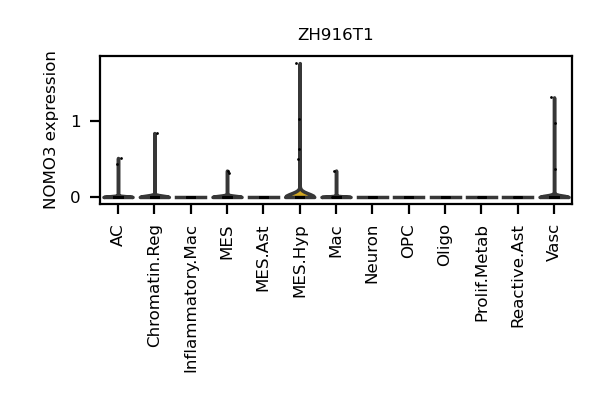 ZH916T1
NOMO3 expression
1
0
AC
Chromatin.Reg
Inflammatory.Mac
MES
MES.Ast
MES.Hyp
Mac
Neuron
OPC
Oligo
Prolif.Metab
Reactive.Ast
Vasc